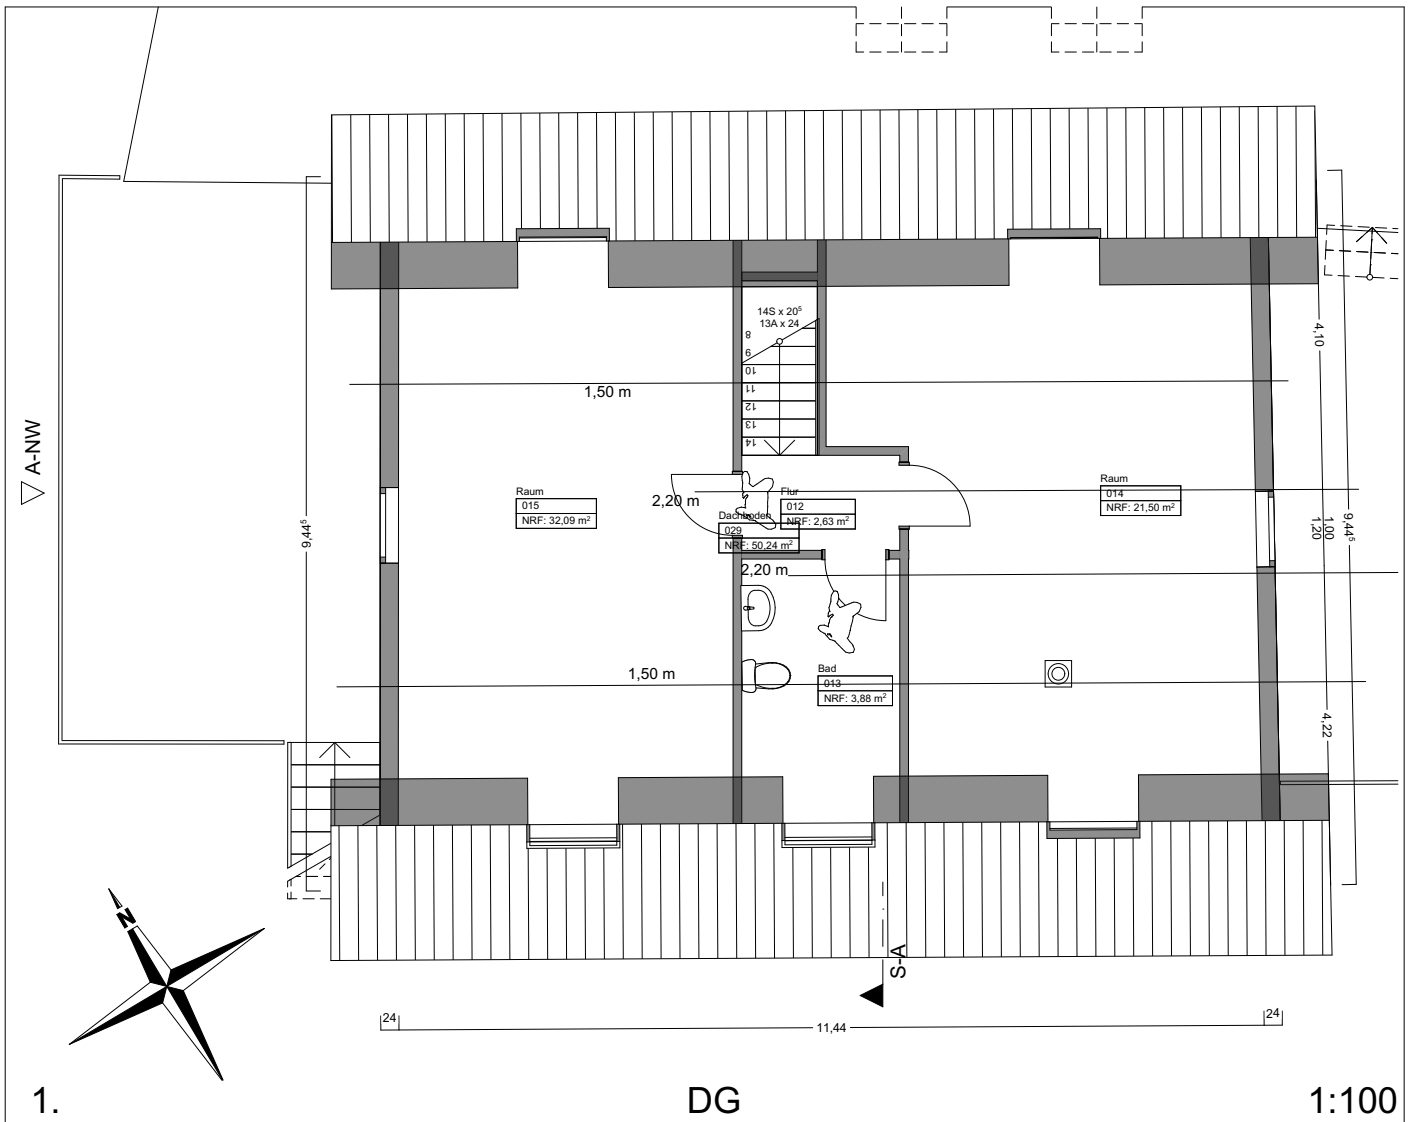 14S x 20⁵
13A x 24
8
9
10
11
12
13
14
4,10
1,50 m
A-NW
Raum
015
NRF: 32,09 m²
2,20 m
Flur
012
NRF: 2,63 m²
Dachboden
029
NRF: 50,24 m²
Raum
014
NRF: 21,50 m²
9,44⁵
1,00
1,20
9,44⁵
2,20 m
1,50 m
Bad
013
NRF: 3,88 m²
4,22
N
S-A
24
11,44
24
1.
DG
1:100